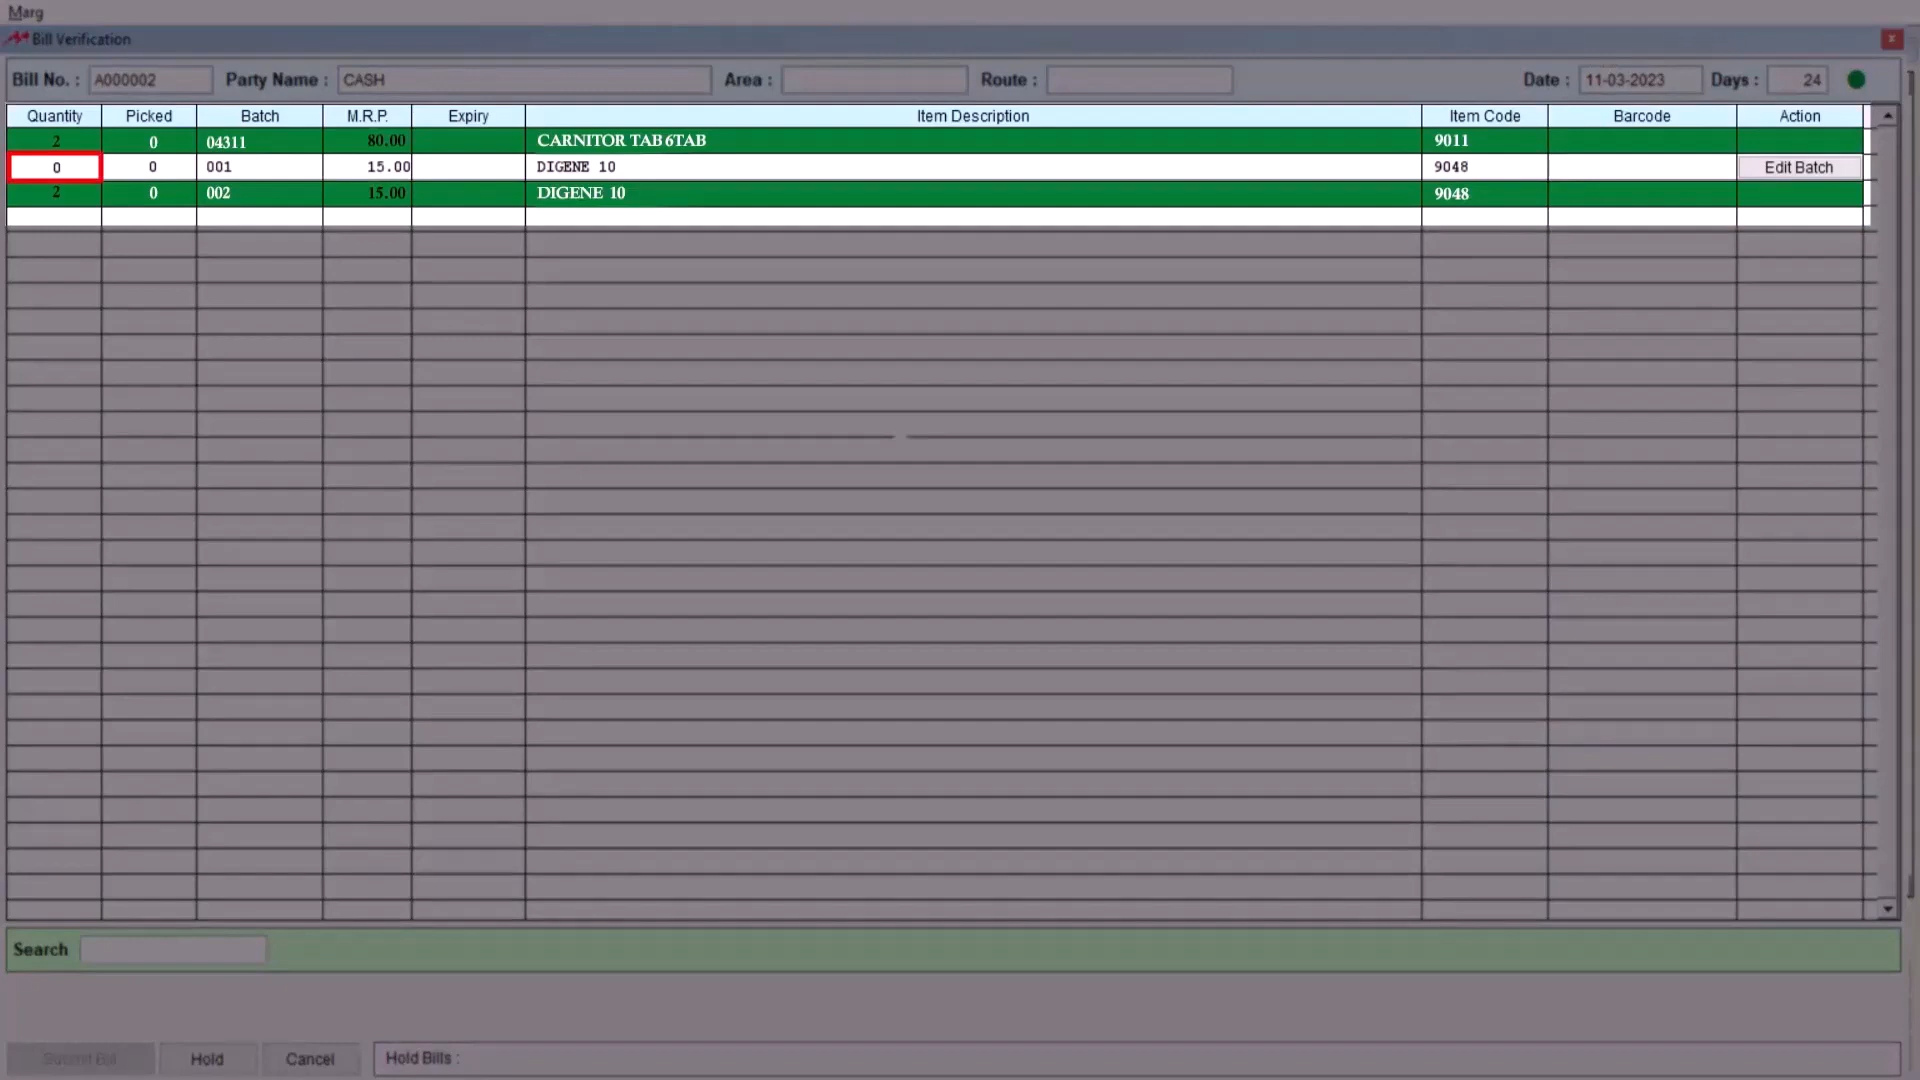 Marg
Bill Verification
Bill No. : A000002 Party Name : CASH Area : Route : Date : 11-03-2023 Days : 24
Quantity Picked Batch M.R.P. Expiry Item Description Item Code Barcode Action
2 0 04311 80.00 CARNITOR TAB 6TAB 9011
0 0 001 15.00 DIGENE 10 9048 Edit Batch
2 0 002 15.00 DIGENE 10 9048
Search
Submit Bill Hold Cancel Hold Bills :